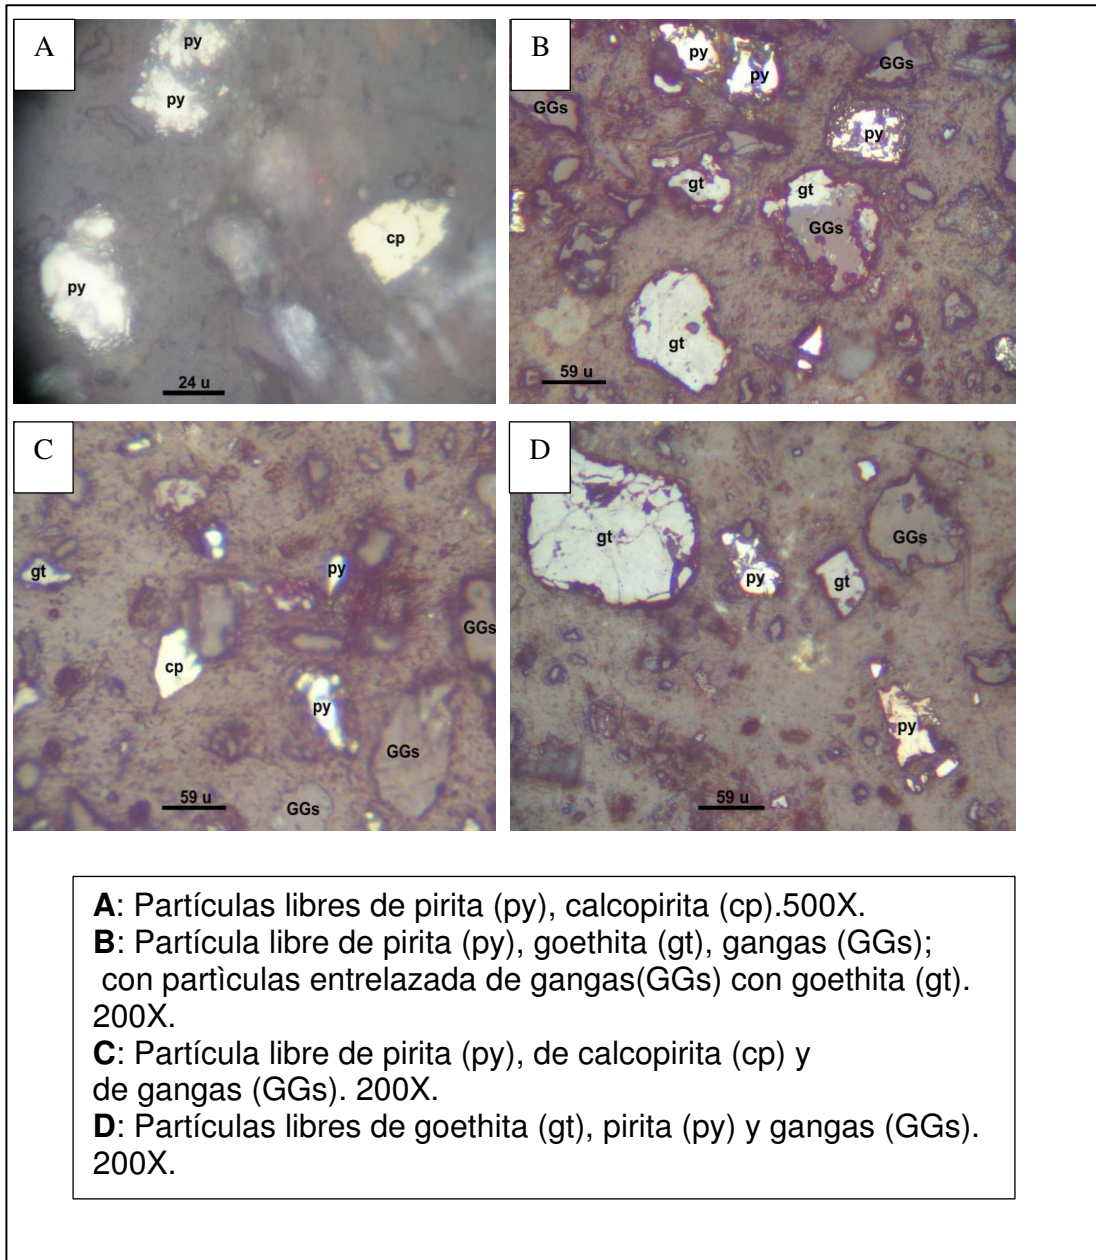 A
py
py
cp
py
24 u
B
py
py
GGs
GGs
py
gt
gt
GGs
gt
59 u
C
gt
py
GGs
cp
py
GGs
59 u
GGs
D
gt
GGs
py
gt
py
59 u
A: Partículas libres de pirita (py), calcopirita (cp).500X.
B: Partícula libre de pirita (py), goethita (gt), gangas (GGs);
con partìculas entrelazada de gangas(GGs) con goethita (gt).
200X.
C: Partícula libre de pirita (py), de calcopirita (cp) y
de gangas (GGs). 200X.
D: Partículas libres de goethita (gt), pirita (py) y gangas (GGs).
200X.